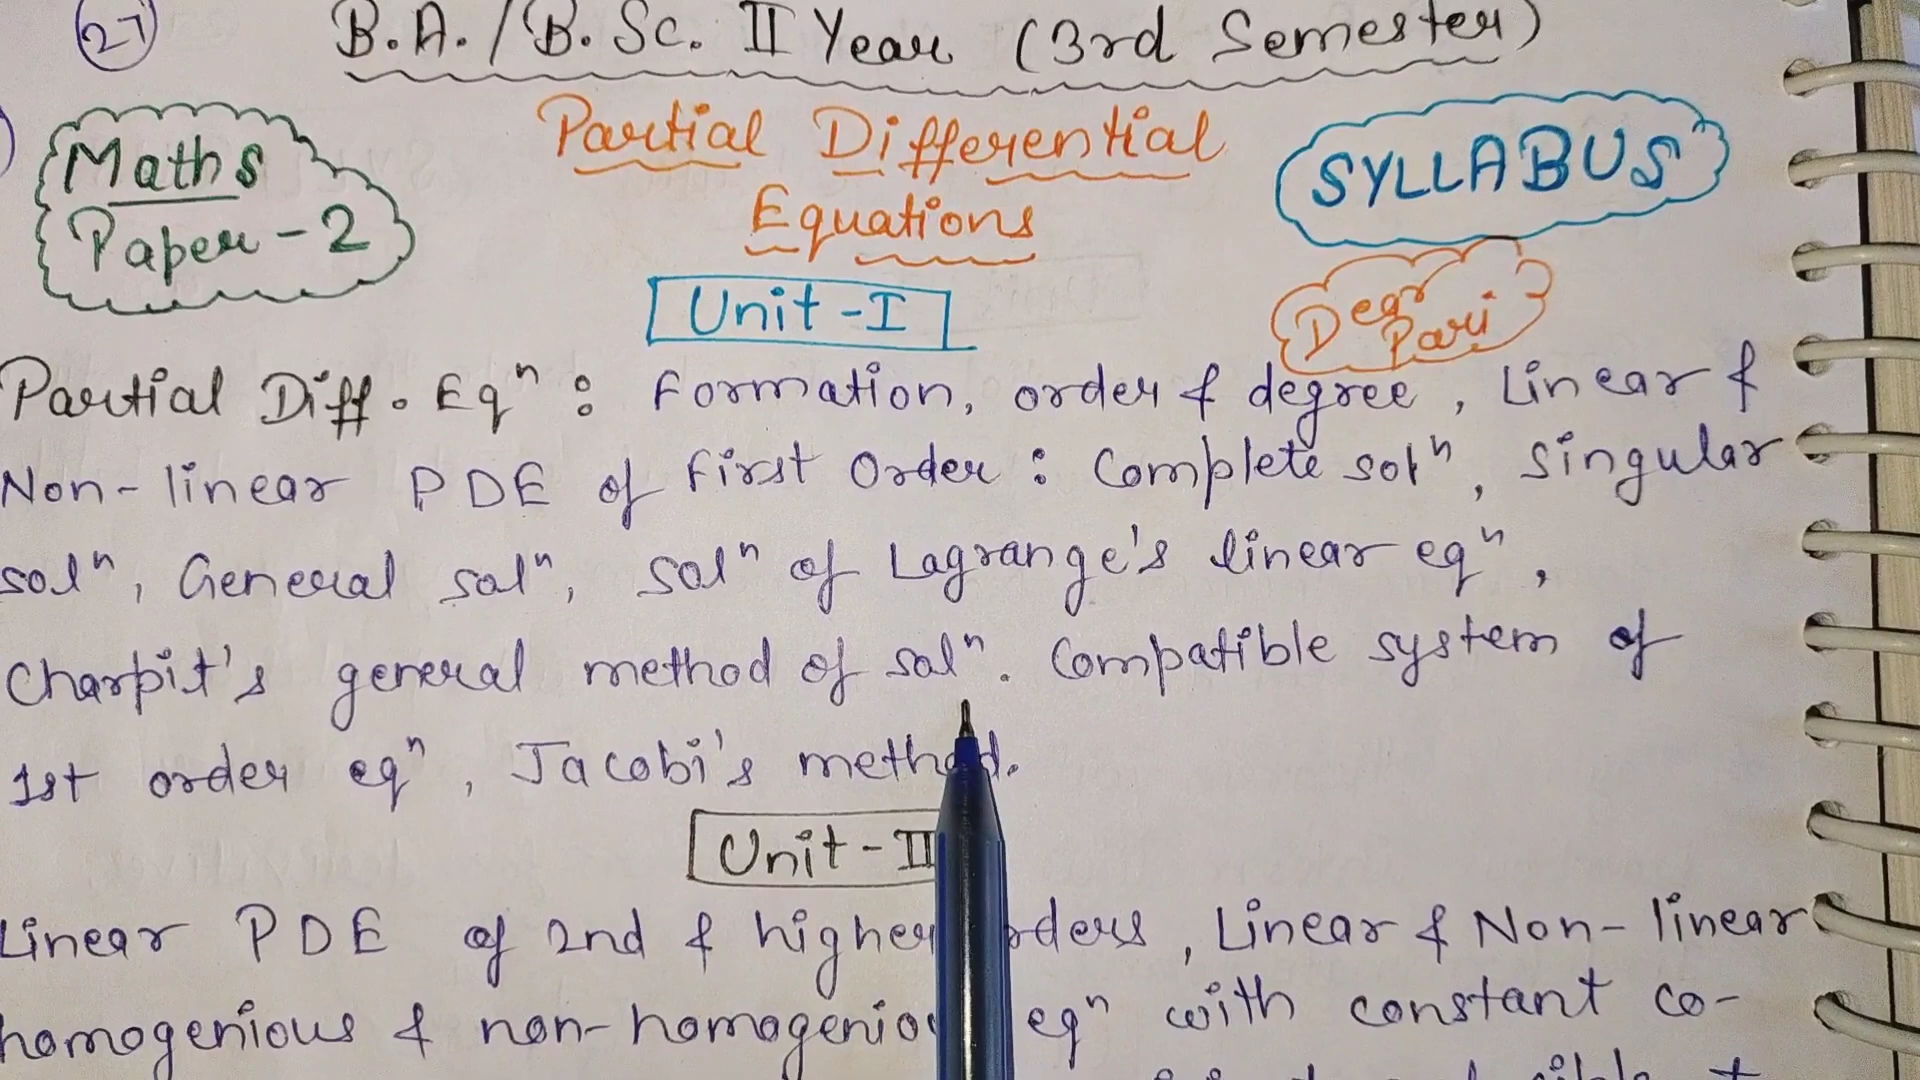 27
B.A./B.Sc. II Year (3rd Semester)
Maths
Paper-2
Partial Differential
Equations
SYLLABUS
Dear
Pari
Unit-I
Partial Diff. Eqⁿ : Formation, order & degree, Linear &
Non-linear PDE of First Order : Complete solⁿ, Singular
solⁿ, General solⁿ, Solⁿ of Lagrange's linear eqⁿ,
Charpit's general method of solⁿ. Compatible system of
1st order eqⁿ, Jacobi's method.
Unit-II
Linear PDE of 2nd & higher orders, Linear & Non-linear
homogenious & non-homogenious eqⁿ with constant co-